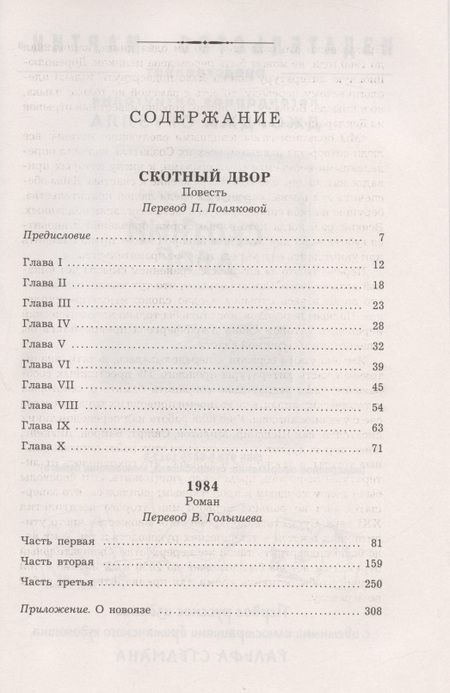 СОДЕРЖАНИЕ
СКОТНЫЙ ДВОР
Повесть
Перевод П. Поляковой
Предисловие 7
Глава I 12
Глава II 18
Глава III 23
Глава IV 28
Глава V 32
Глава VI 39
Глава VII 45
Глава VIII 54
Глава IX 63
Глава X 71
1984
Роман
Перевод В. Голышева
Часть первая 81
Часть вторая 159
Часть третья 250
Приложение. О новоязе 308